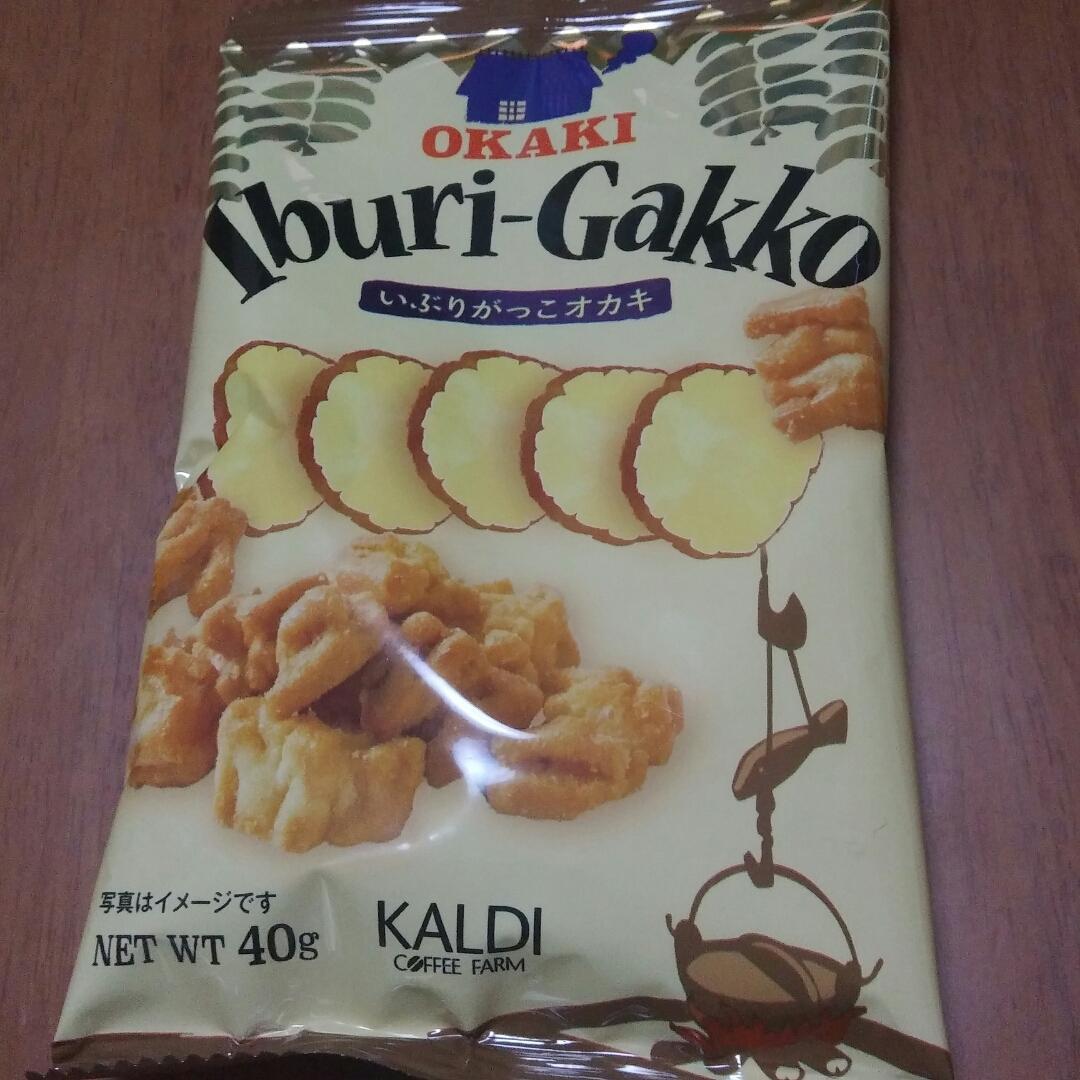 OKAKI
Iburi-Gakko
いぶりがっこオカキ
写真はイメージです
NET WT 40g
KALDI
COFFEE FARM